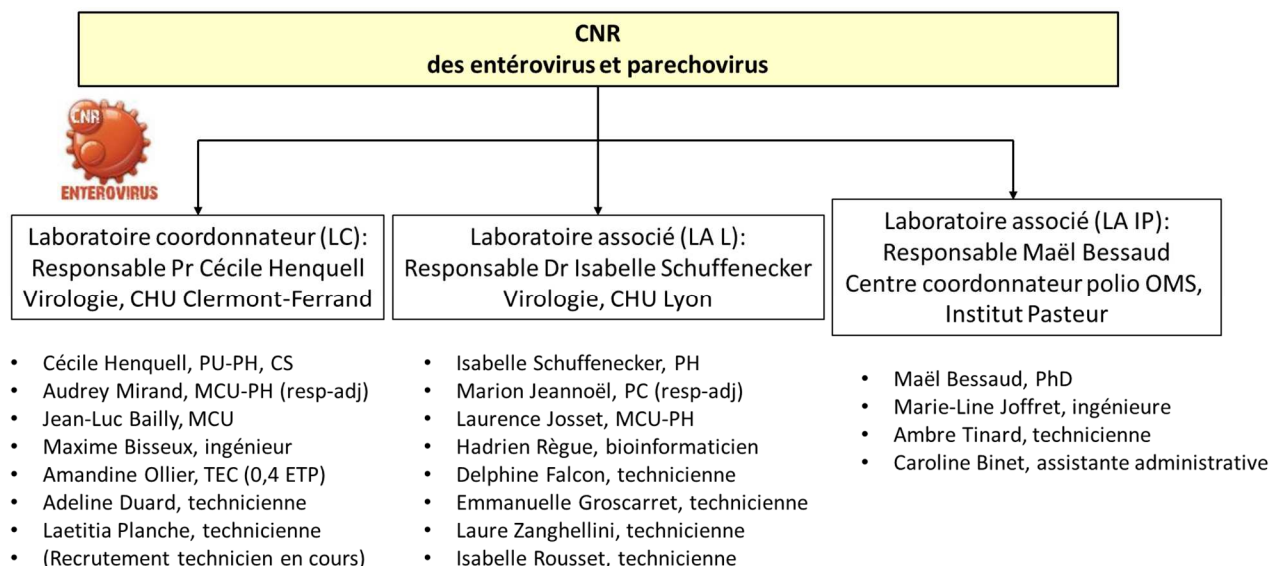 CNR
des entérovirus et parechovirus
CNR
ENTEROVIRUS
Laboratoire coordonnateur (LC):
Responsable Pr Cécile Henquell
Virologie, CHU Clermont-Ferrand
Laboratoire associé (LA L):
Responsable Dr Isabelle Schuffenecker
Virologie, CHU Lyon
Laboratoire associé (LA IP):
Responsable Maël Bessaud
Centre coordonnateur polio OMS,
Institut Pasteur
• Cécile Henquell, PU-PH, CS
• Audrey Mirand, MCU-PH (resp-adj)
• Jean-Luc Bailly, MCU
• Maxime Bisseux, ingénieur
• Amandine Ollier, TEC (0,4 ETP)
• Adeline Duard, technicienne
• Laetitia Planche, technicienne
• (Recrutement technicien en cours)
• Isabelle Schuffenecker, PH
• Marion Jeannoël, PC (resp-adj)
• Laurence Josset, MCU-PH
• Hadrien Règue, bioinformaticien
• Delphine Falcon, technicienne
• Emmanuelle Groscarret, technicienne
• Laure Zanghellini, technicienne
• Isabelle Rousset, technicienne
• Maël Bessaud, PhD
• Marie-Line Joffret, ingénieure
• Ambre Tinard, technicienne
• Caroline Binet, assistante administrative